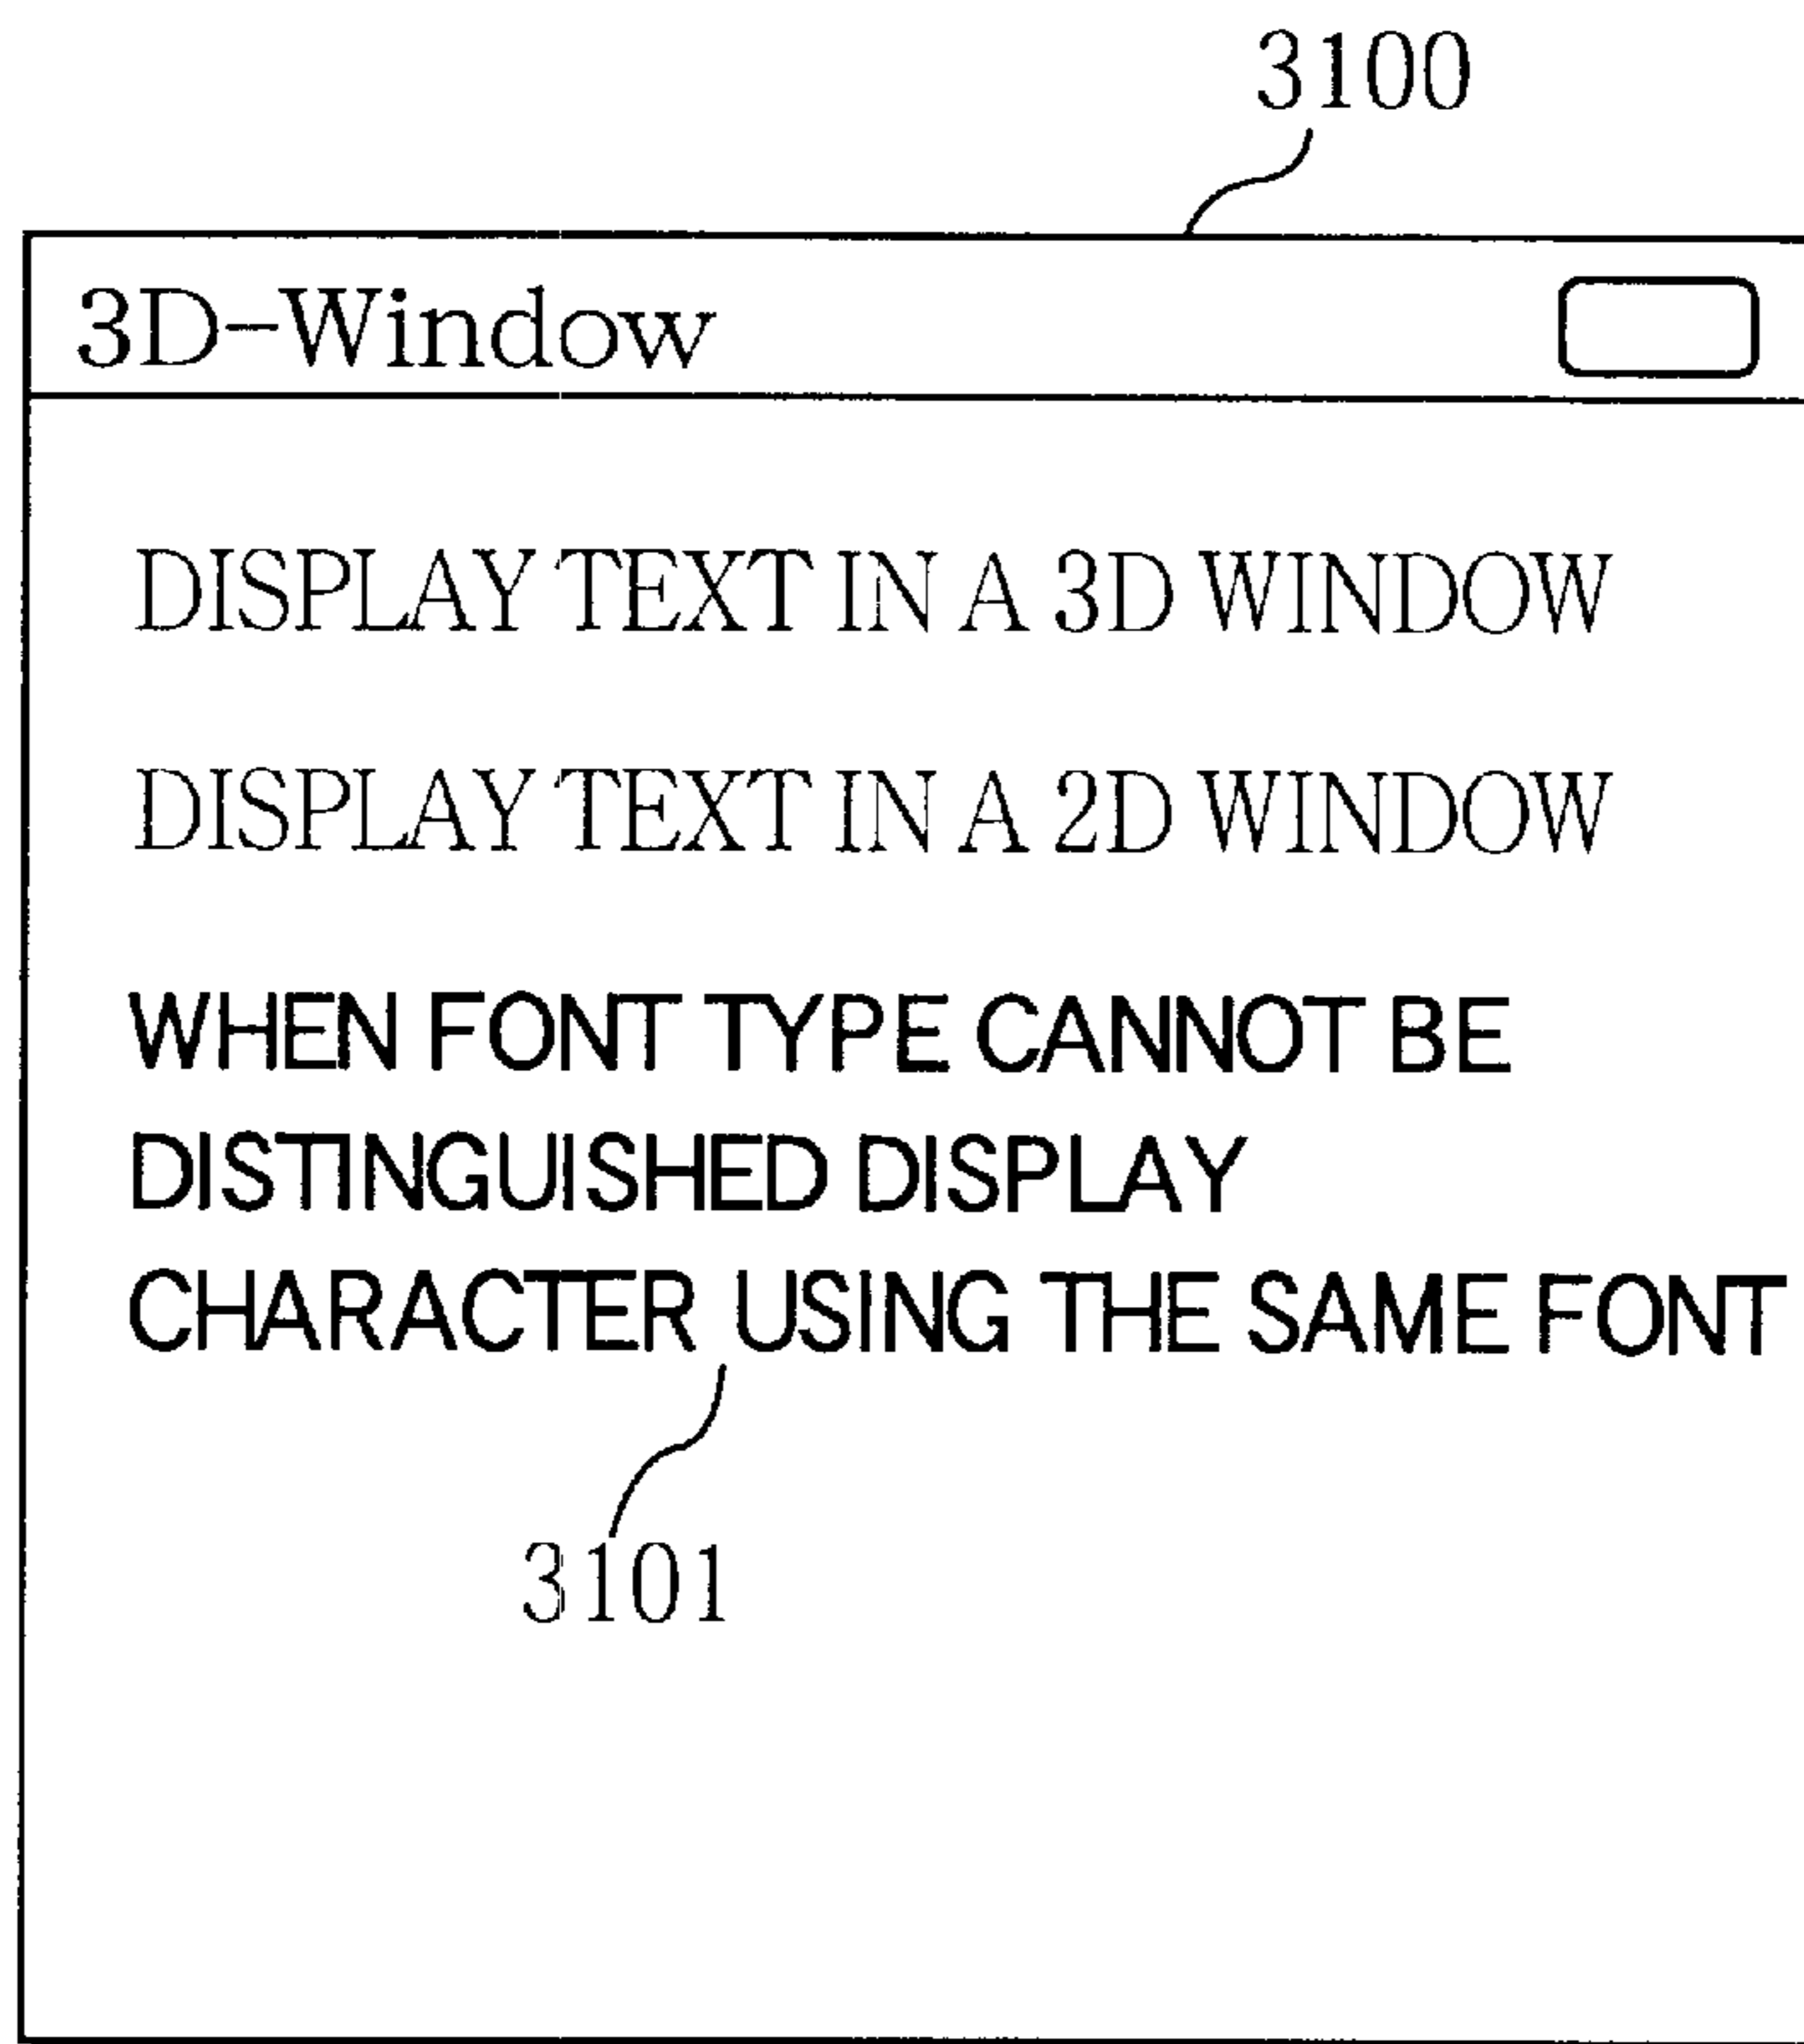 3100
3D-Window
DISPLAY TEXT IN A 3D WINDOW
DISPLAY TEXT IN A 2D WINDOW
WHEN FONT TYPE CANNOT BE
DISTINGUISHED DISPLAY
CHARACTER USING THE SAME FONT
3101